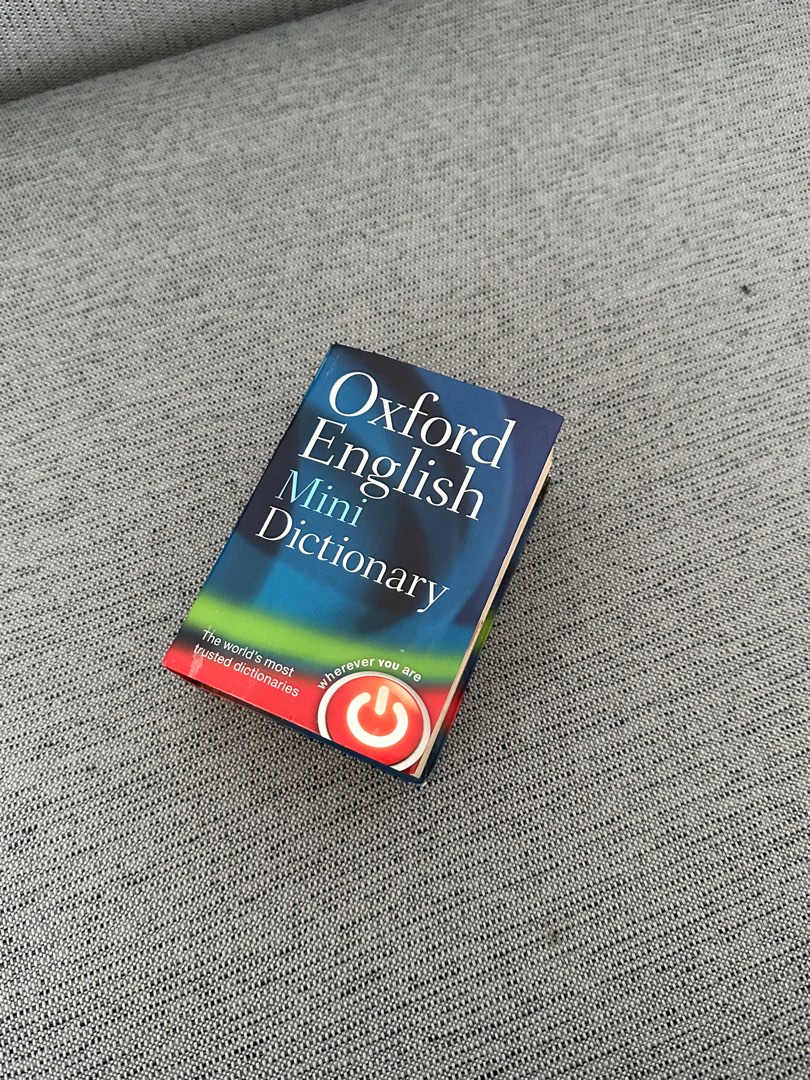 Oxford
English
Mini
Dictionary
The world's most
trusted dictionaries
wherever YOU are